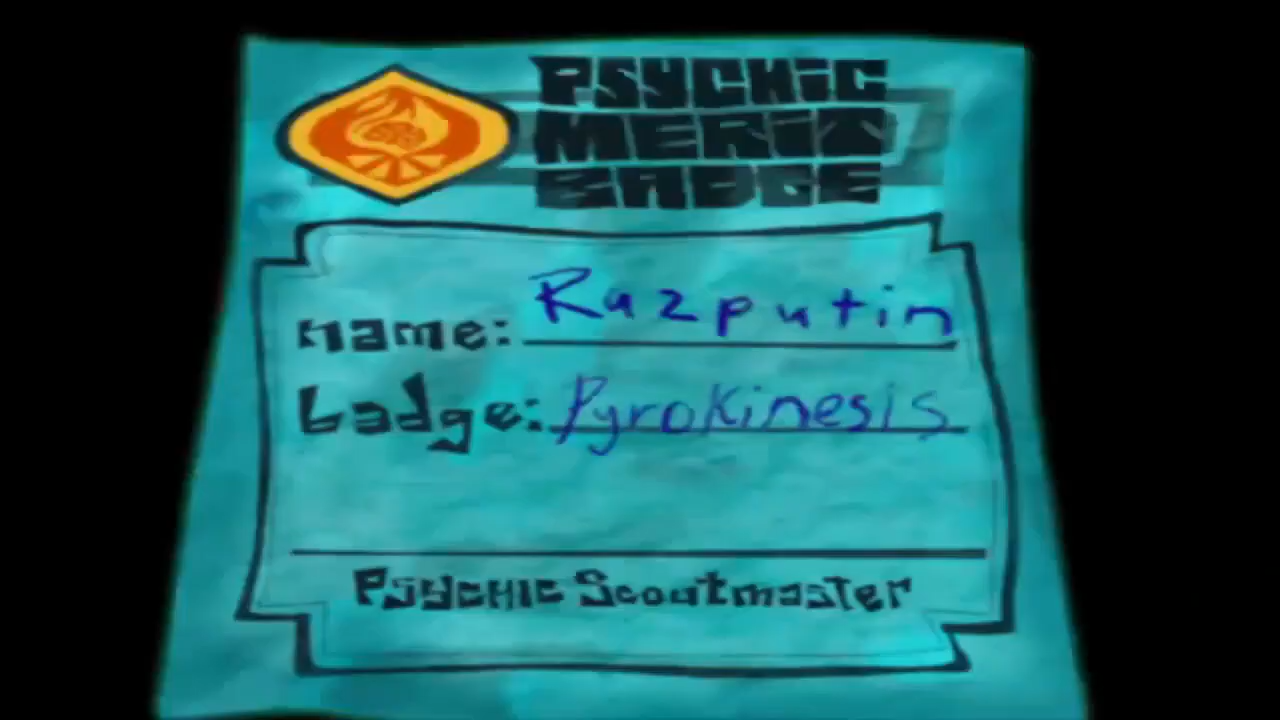 PSYCHiC
MERIT
BADGE
name: Razputin
badge: Pyrokinesis
Psychic Scoutmaster